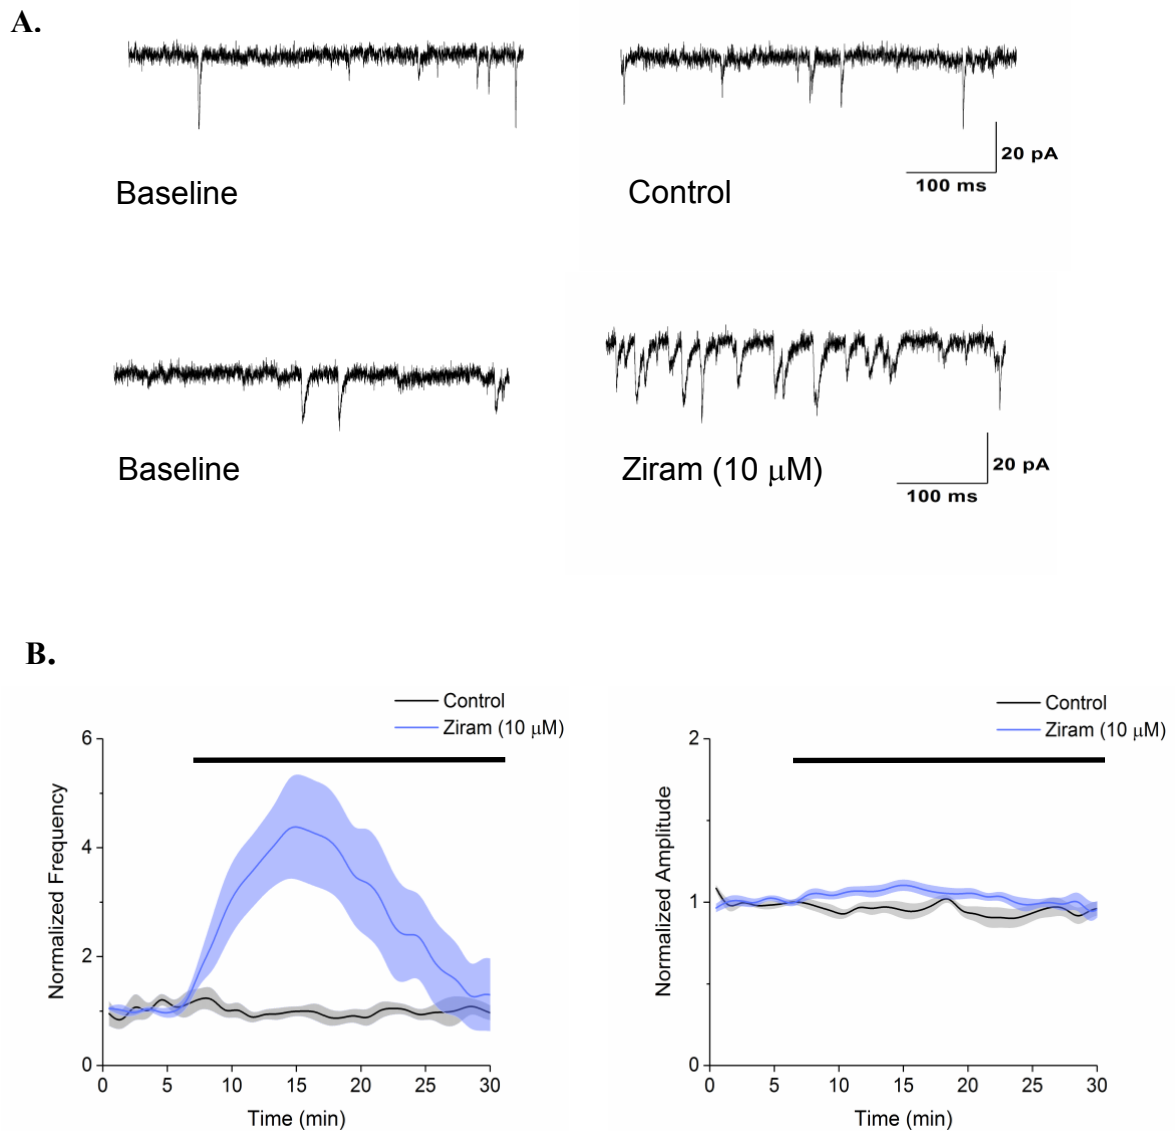 A.
Baseline
Control
20 pA
100 ms
Baseline
Ziram (10 μM)
20 pA
100 ms
B.
Control
Ziram (10 μM)
Normalized Frequency
6
4
2
0
0 5 10 15 20 25 30
Time (min)
Control
Ziram (10 μM)
Normalized Amplitude
2
1
0
0 5 10 15 20 25 30
Time (min)